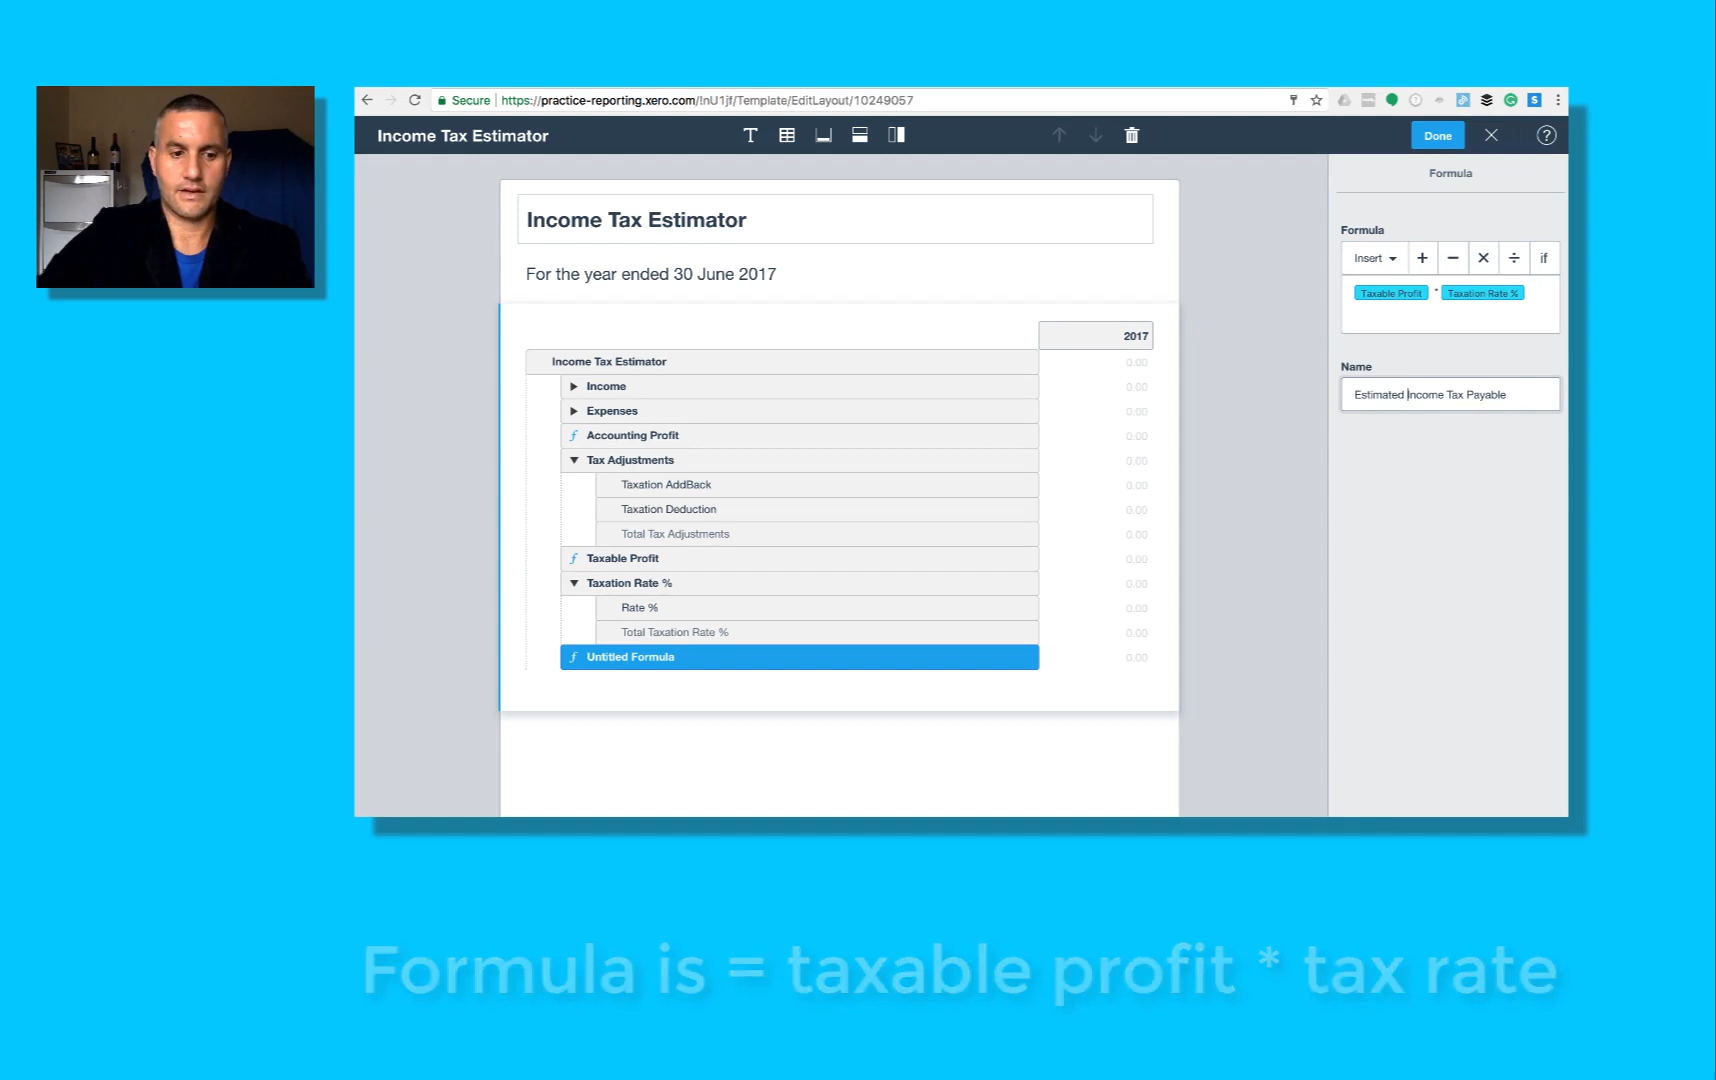 Secure https://practice-reporting.xero.com/!nU1jf/Template/EditLayout/10249057
Income Tax Estimator
Done
Formula
Income Tax Estimator
For the year ended 30 June 2017
2017
Income Tax Estimator 0.00
Income 0.00
Expenses 0.00
Accounting Profit 0.00
Tax Adjustments 0.00
Taxation AddBack 0.00
Taxation Deduction 0.00
Total Tax Adjustments 0.00
Taxable Profit 0.00
Taxation Rate % 0.00
Rate % 0.00
Total Taxation Rate % 0.00
Untitled Formula 0.00
Formula
Insert + − × ÷ if
Taxable Profit * Taxation Rate %
Name
Estimated Income Tax Payable
Formula is = taxable profit * tax rate